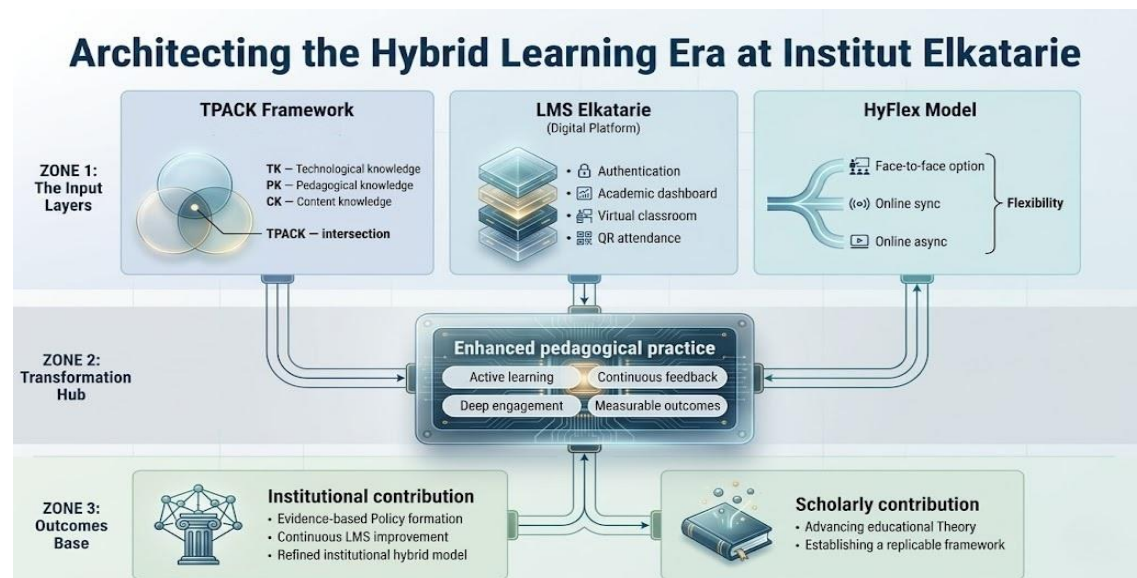 Architecting the Hybrid Learning Era at Institut Elkatarie
ZONE 1:
The Input
Layers
TPACK Framework
TK — Technological knowledge
PK — Pedagogical knowledge
CK — Content knowledge
TPACK — intersection
LMS Elkatarie
(Digital Platform)
• Authentication
• Academic dashboard
• Virtual classroom
• QR attendance
HyFlex Model
Face-to-face option
Online sync
Online async
Flexibility
ZONE 2:
Transformation
Hub
Enhanced pedagogical practice
Active learning
Continuous feedback
Deep engagement
Measurable outcomes
ZONE 3:
Outcomes
Base
Institutional contribution
• Evidence-based Policy formation
• Continuous LMS improvement
• Refined institutional hybrid model
Scholarly contribution
• Advancing educational Theory
• Establishing a replicable framework